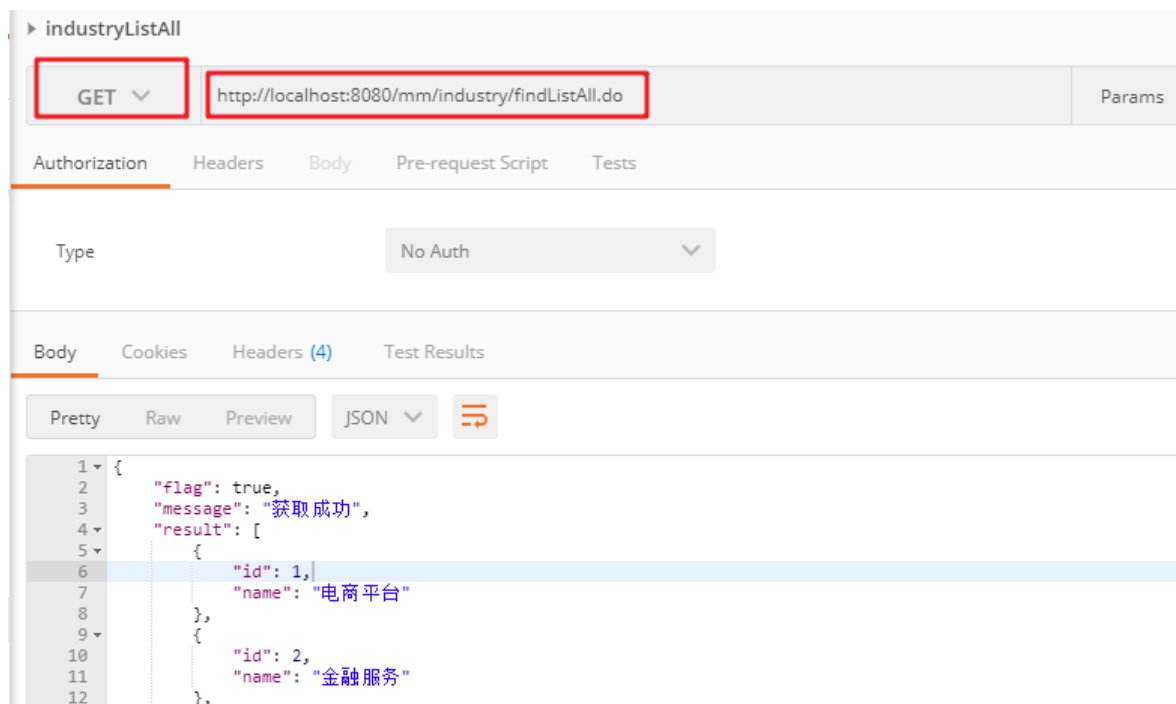 industryListAll
GET http://localhost:8080/mm/industry/findListAll.do Params
Authorization Headers Body Pre-request Script Tests
Type No Auth
Body Cookies Headers (4) Test Results
Pretty Raw Preview JSON
1 {
2 "flag": true,
3 "message": "获取成功",
4 "result": [
5 {
6 "id": 1,
7 "name": "电商平台"
8 },
9 {
10 "id": 2,
11 "name": "金融服务"
12 },